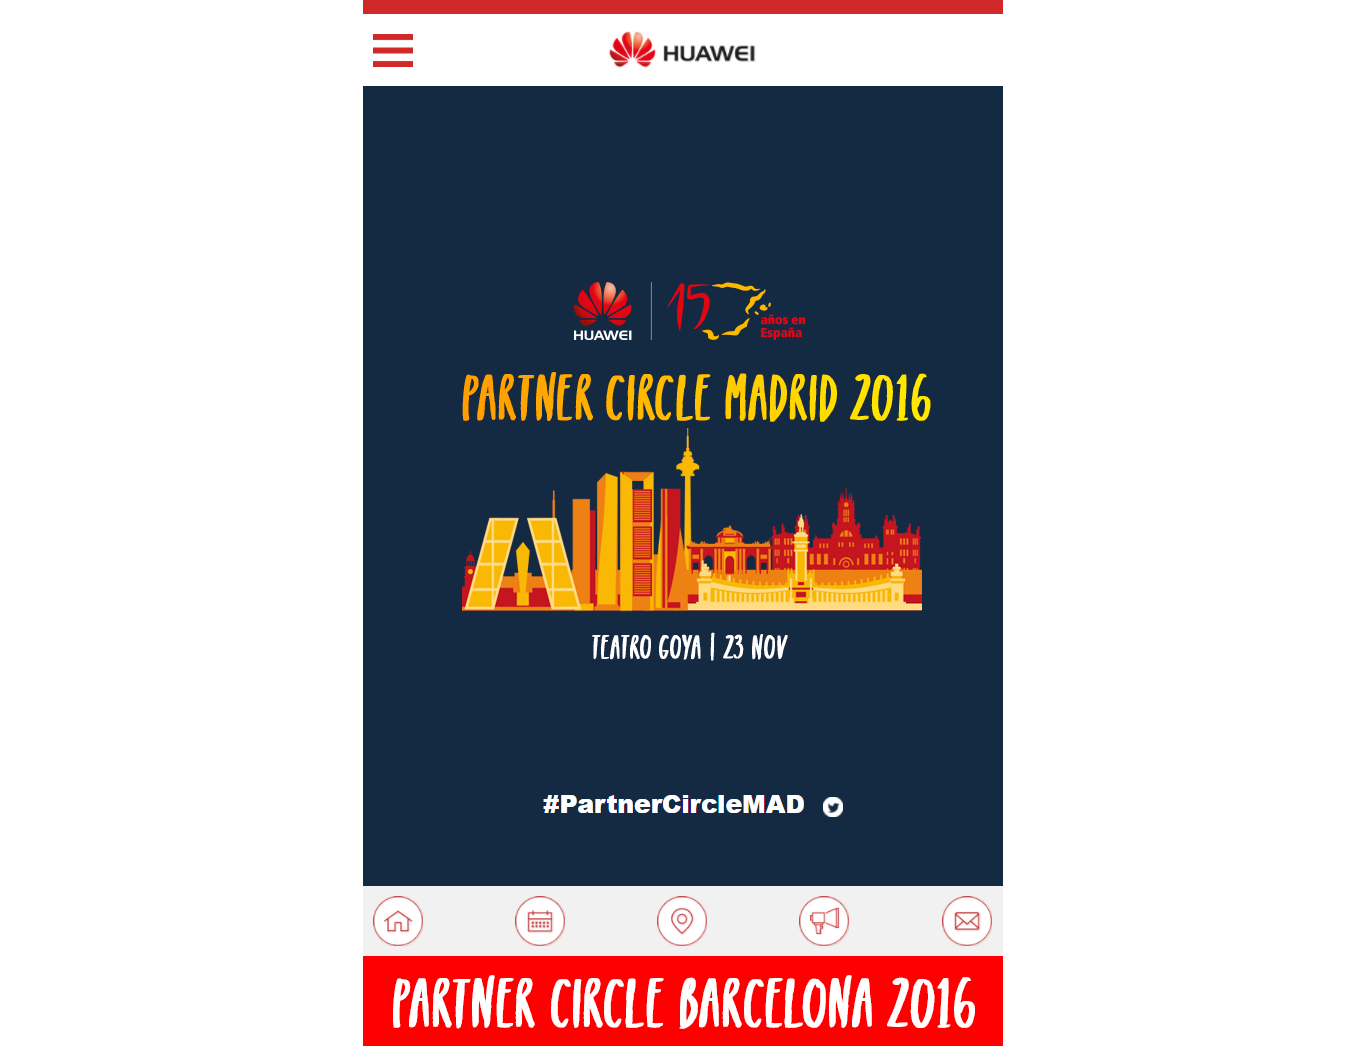 HUAWEI
HUAWEI
15 años en
España
PARTNER CIRCLE MADRID 2016
TEATRO GOYA | 23 NOV
#PartnerCircleMAD
PARTNER CIRCLE BARCELONA 2016